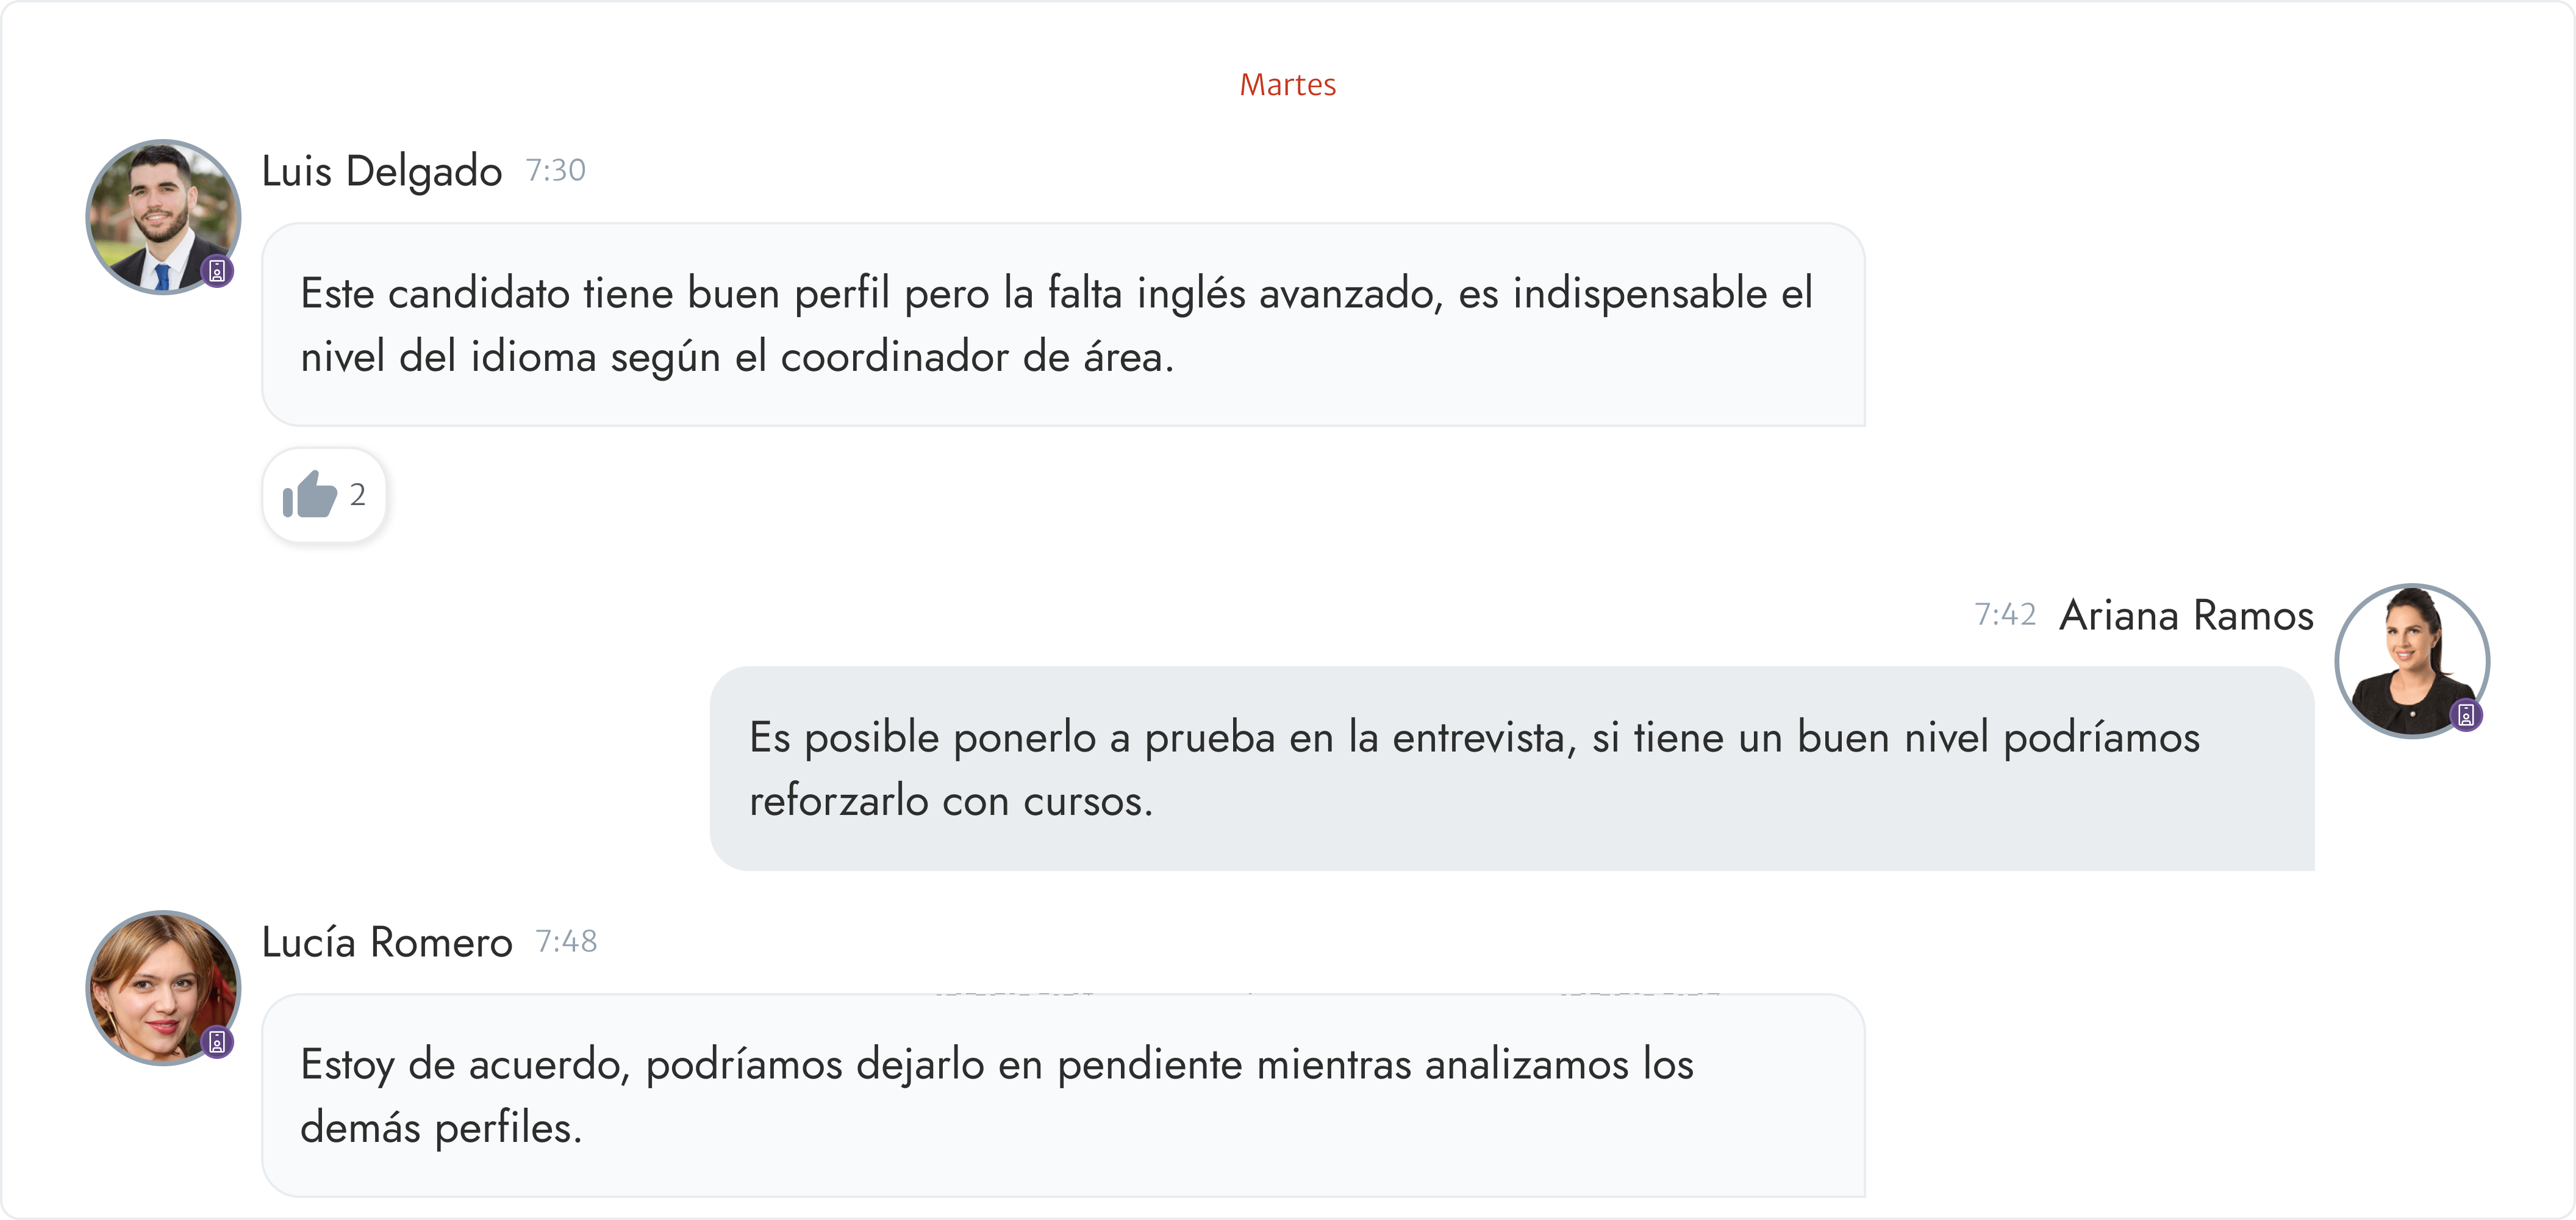 Martes
Luis Delgado 7:30
Este candidato tiene buen perfil pero la falta inglés avanzado, es indispensable el
nivel del idioma según el coordinador de área.
2
7:42 Ariana Ramos
Es posible ponerlo a prueba en la entrevista, si tiene un buen nivel podríamos
reforzarlo con cursos.
Lucía Romero 7:48
Estoy de acuerdo, podríamos dejarlo en pendiente mientras analizamos los
demás perfiles.